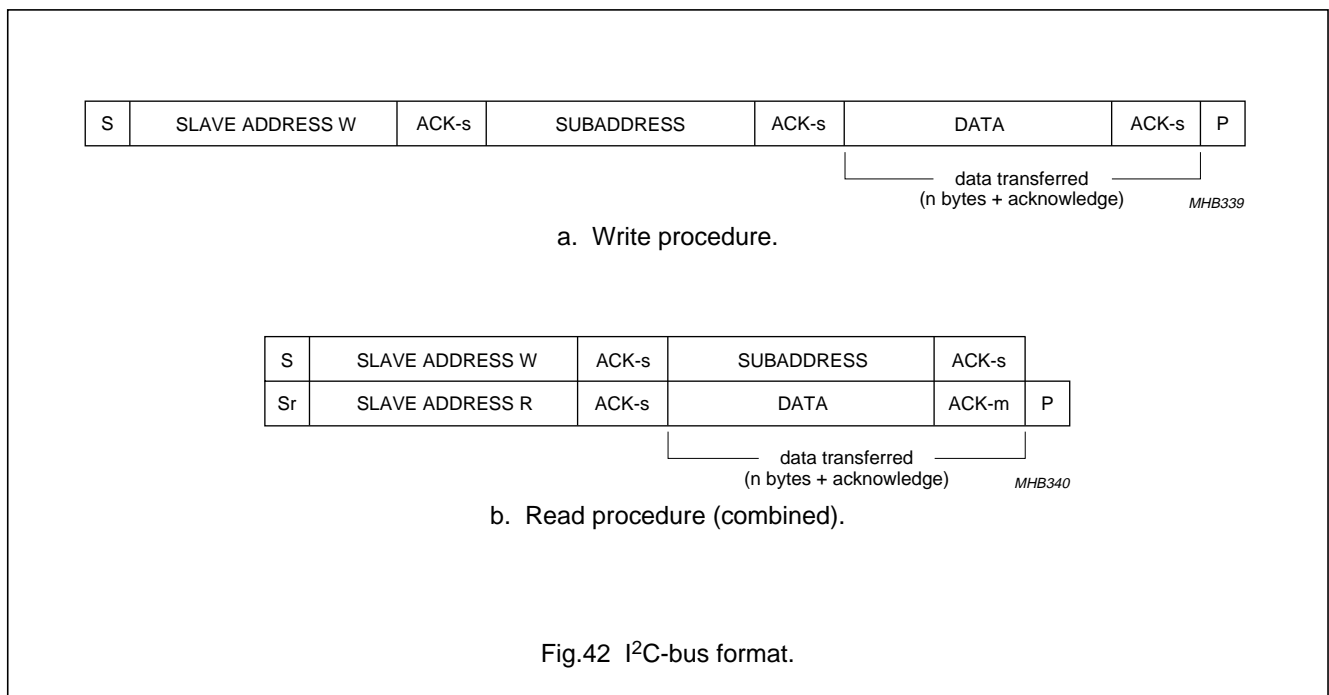 S SLAVE ADDRESS W ACK-s SUBADDRESS ACK-s DATA ACK-s P
data transferred
(n bytes + acknowledge)
MHB339
a. Write procedure.
S SLAVE ADDRESS W ACK-s SUBADDRESS ACK-s
Sr SLAVE ADDRESS R ACK-s DATA ACK-m P
data transferred
(n bytes + acknowledge)
MHB340
b. Read procedure (combined).
Fig.42 I²C-bus format.